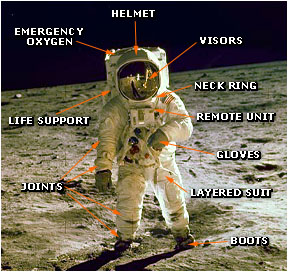 HELMET
EMERGENCY
OXYGEN
VISORS
NECK RING
LIFE SUPPORT
REMOTE UNIT
GLOVES
JOINTS
LAYERED SUIT
BOOTS